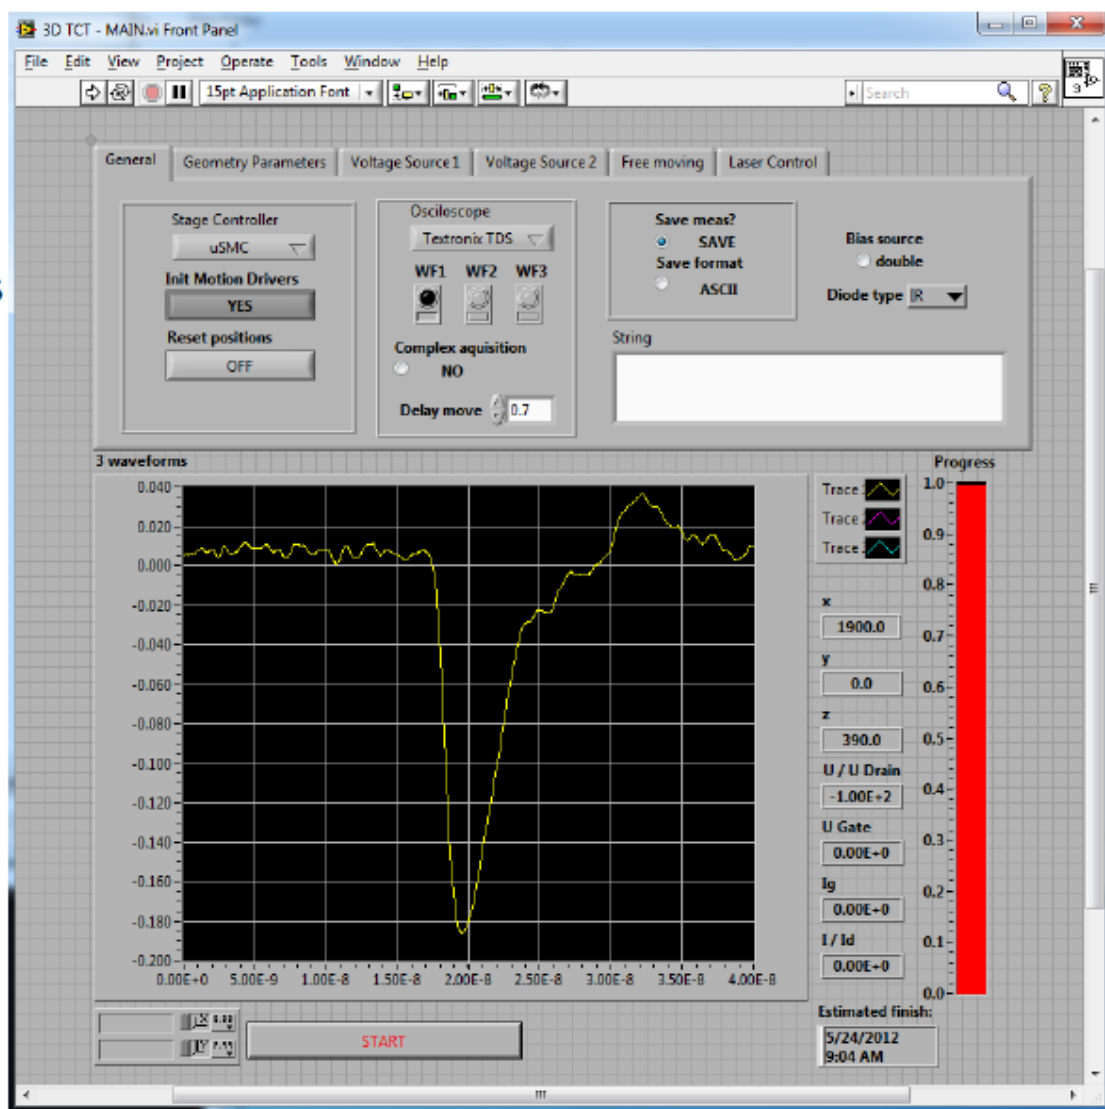 3D TCT - MAIN.vi Front Panel
File Edit View Project Operate Tools Window Help
15pt Application Font
Search
3
General Geometry Parameters Voltage Source 1 Voltage Source 2 Free moving Laser Control
Stage Controller
uSMC
Init Motion Drivers
YES
Reset positions
OFF
Osciloscope
Textronix TDS
WF1 WF2 WF3
Complex aquisition
NO
Delay move 0.7
Save meas?
SAVE
Save format
ASCII
Bias source
double
Diode type IR
String
3 waveforms
0.040
0.020
0.000
-0.020
-0.040
-0.060
-0.080
-0.100
-0.120
-0.140
-0.160
-0.180
-0.200
0.00E+0 5.00E-9 1.00E-8 1.50E-8 2.00E-8 2.50E-8 3.00E-8 3.50E-8 4.00E-8
Trace
Trace
Trace
x
1900.0
y
0.0
z
390.0
U / U Drain
-1.00E+2
U Gate
0.00E+0
Ig
0.00E+0
I / Id
0.00E+0
Progress
1.0
0.9
0.8
0.7
0.6
0.5
0.4
0.3
0.2
0.1
0.0
START
Estimated finish:
5/24/2012
9:04 AM